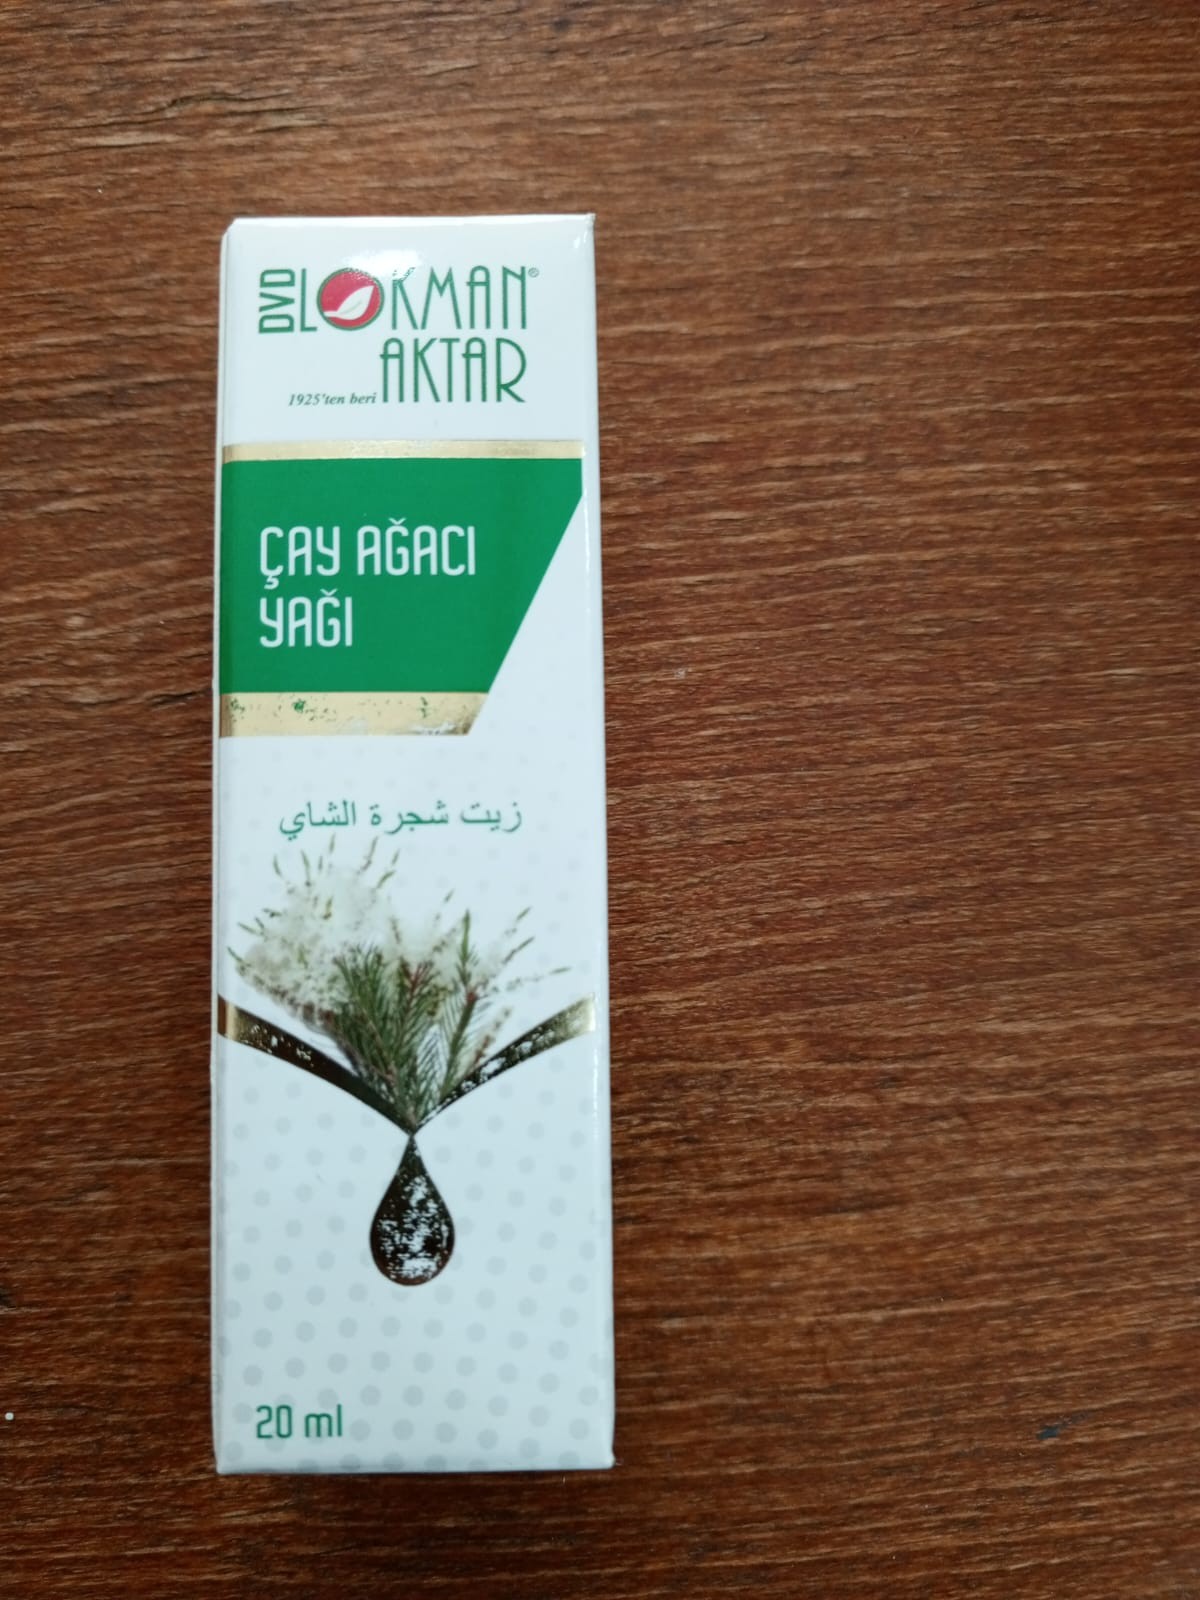 DVD LOKMAN®
AKTAR
1925'ten beri
ÇAY AĞACI
YAĞI
زيت شجرة الشاي
20 ml